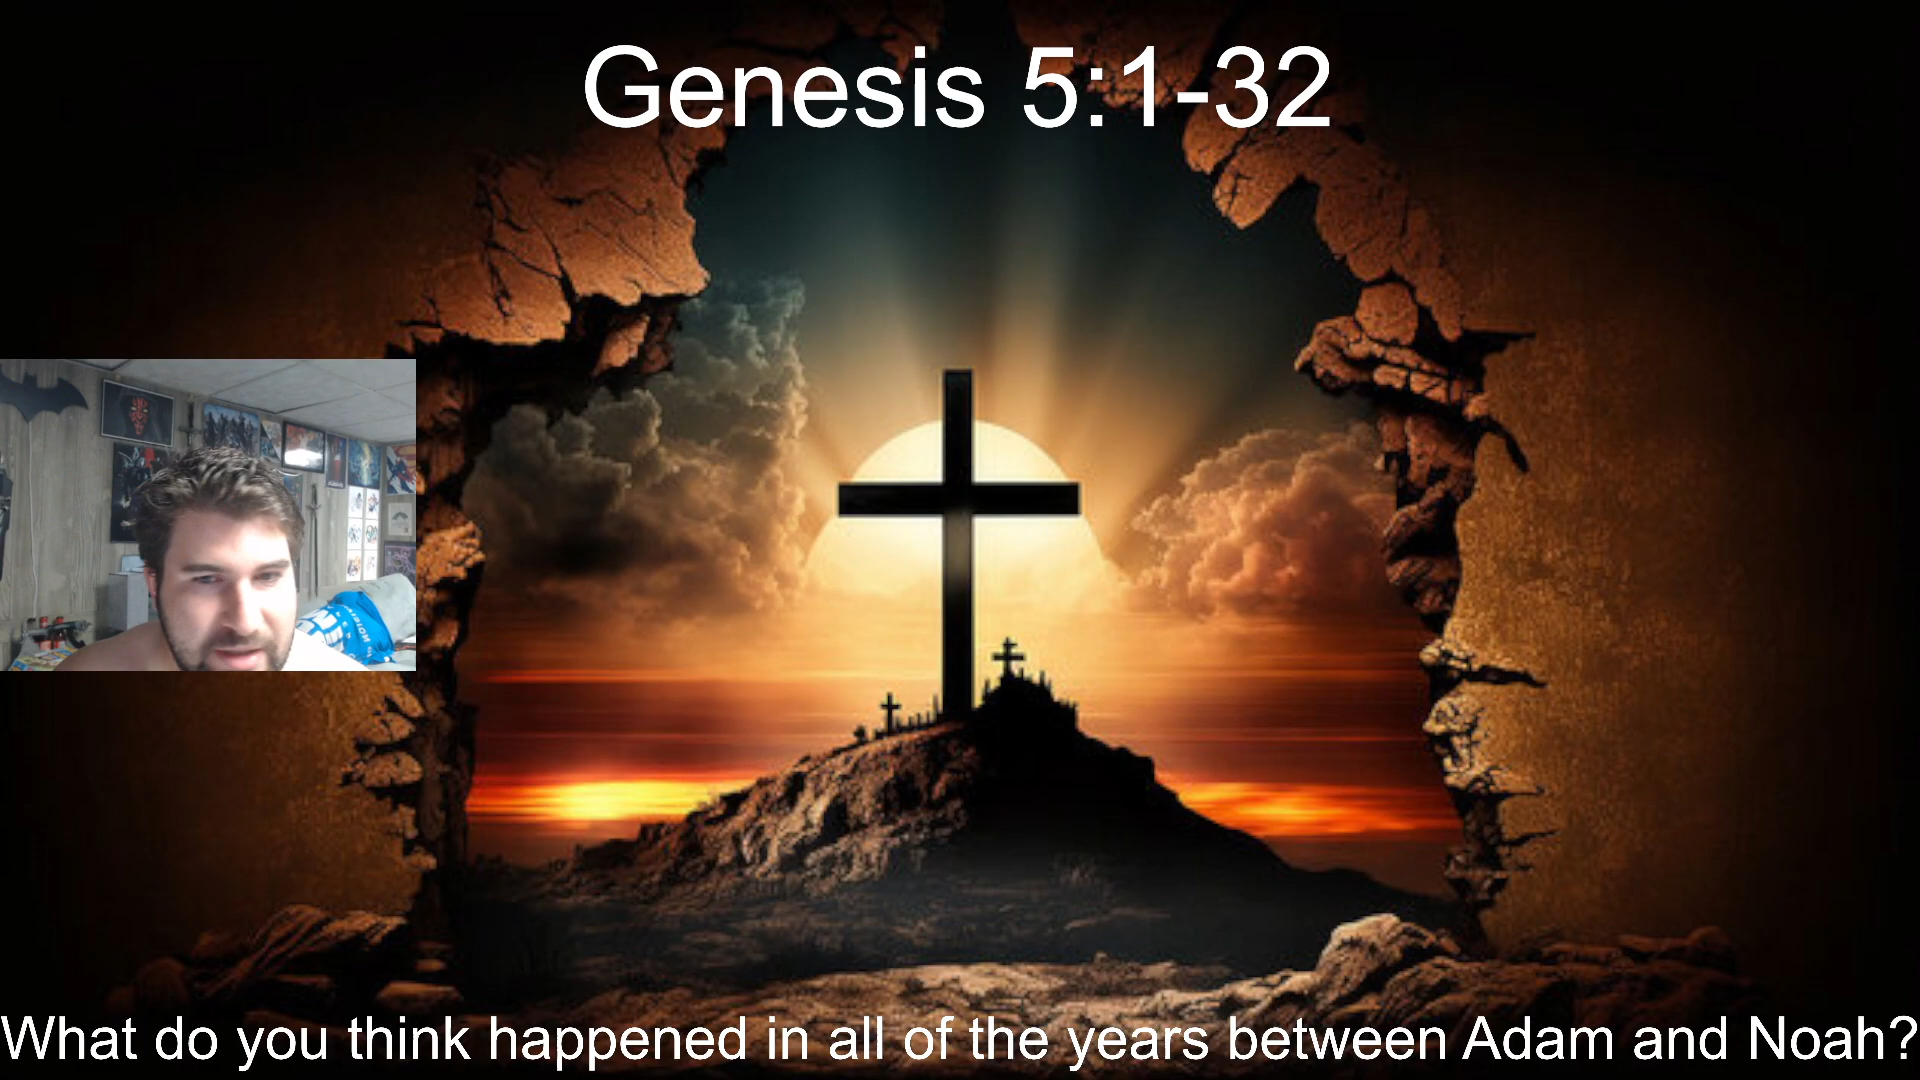 Genesis 5:1-32
What do you think happened in all of the years between Adam and Noah?